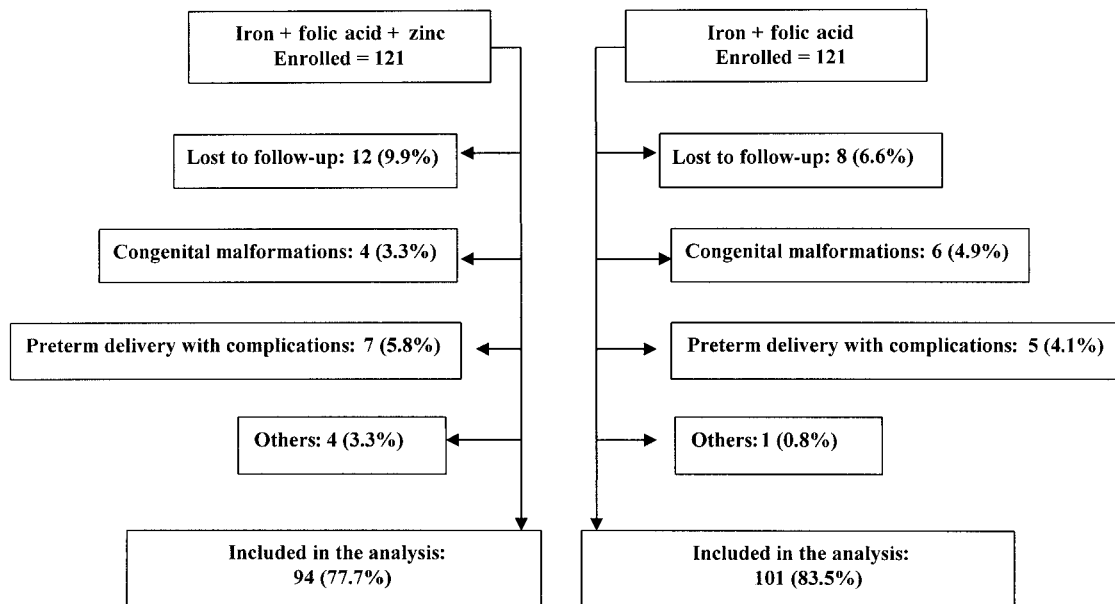 Iron + folic acid + zinc
Enrolled = 121
Iron + folic acid
Enrolled = 121
Lost to follow-up: 12 (9.9%)
Lost to follow-up: 8 (6.6%)
Congenital malformations: 4 (3.3%)
Congenital malformations: 6 (4.9%)
Preterm delivery with complications: 7 (5.8%)
Preterm delivery with complications: 5 (4.1%)
Others: 4 (3.3%)
Others: 1 (0.8%)
Included in the analysis:
94 (77.7%)
Included in the analysis:
101 (83.5%)